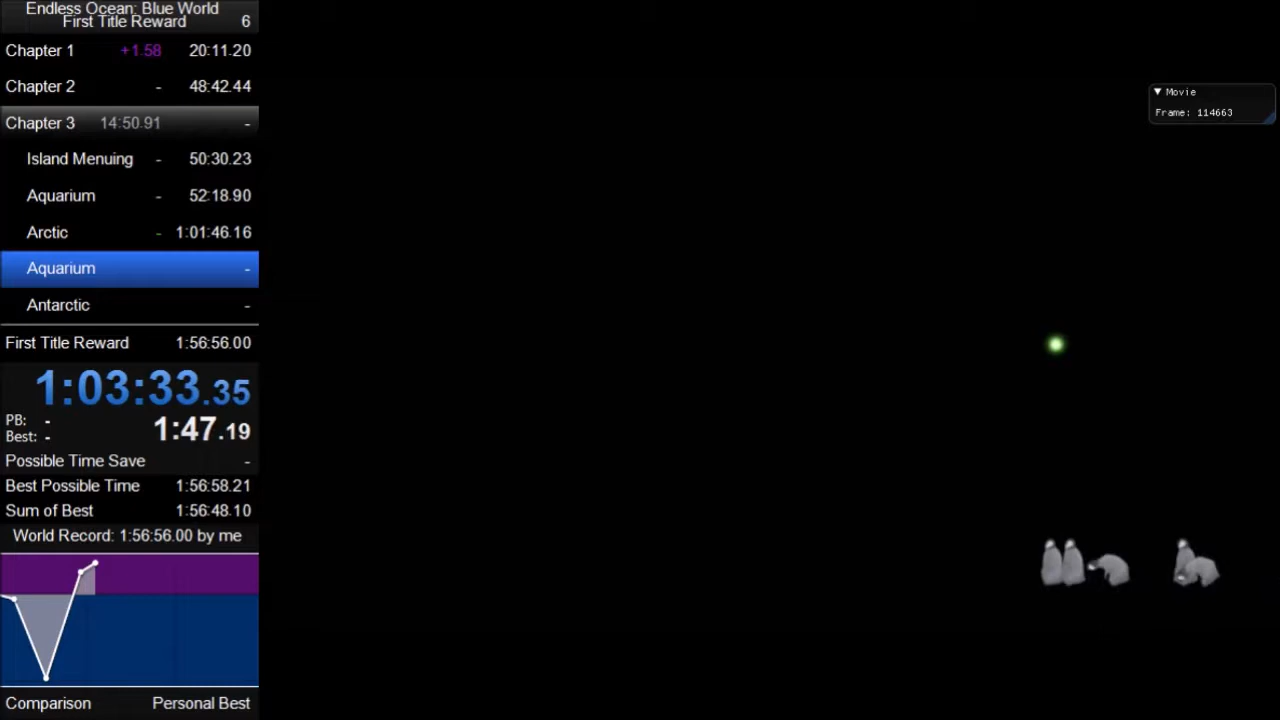 Endless Ocean: Blue World
First Title Reward 6
Chapter 1 +1.58 20:11.20
Chapter 2 - 48:42.44
Chapter 3 14:50.91 -
Island Menuing - 50:30.23
Aquarium - 52:18.90
Arctic - 1:01:46.16
Aquarium -
Antarctic -
First Title Reward 1:56:56.00
1:03:33.35
PB: -
Best: - 1:47.19
Possible Time Save -
Best Possible Time 1:56:58.21
Sum of Best 1:56:48.10
World Record: 1:56:56.00 by me
Comparison Personal Best
▼ Movie
Frame: 114663